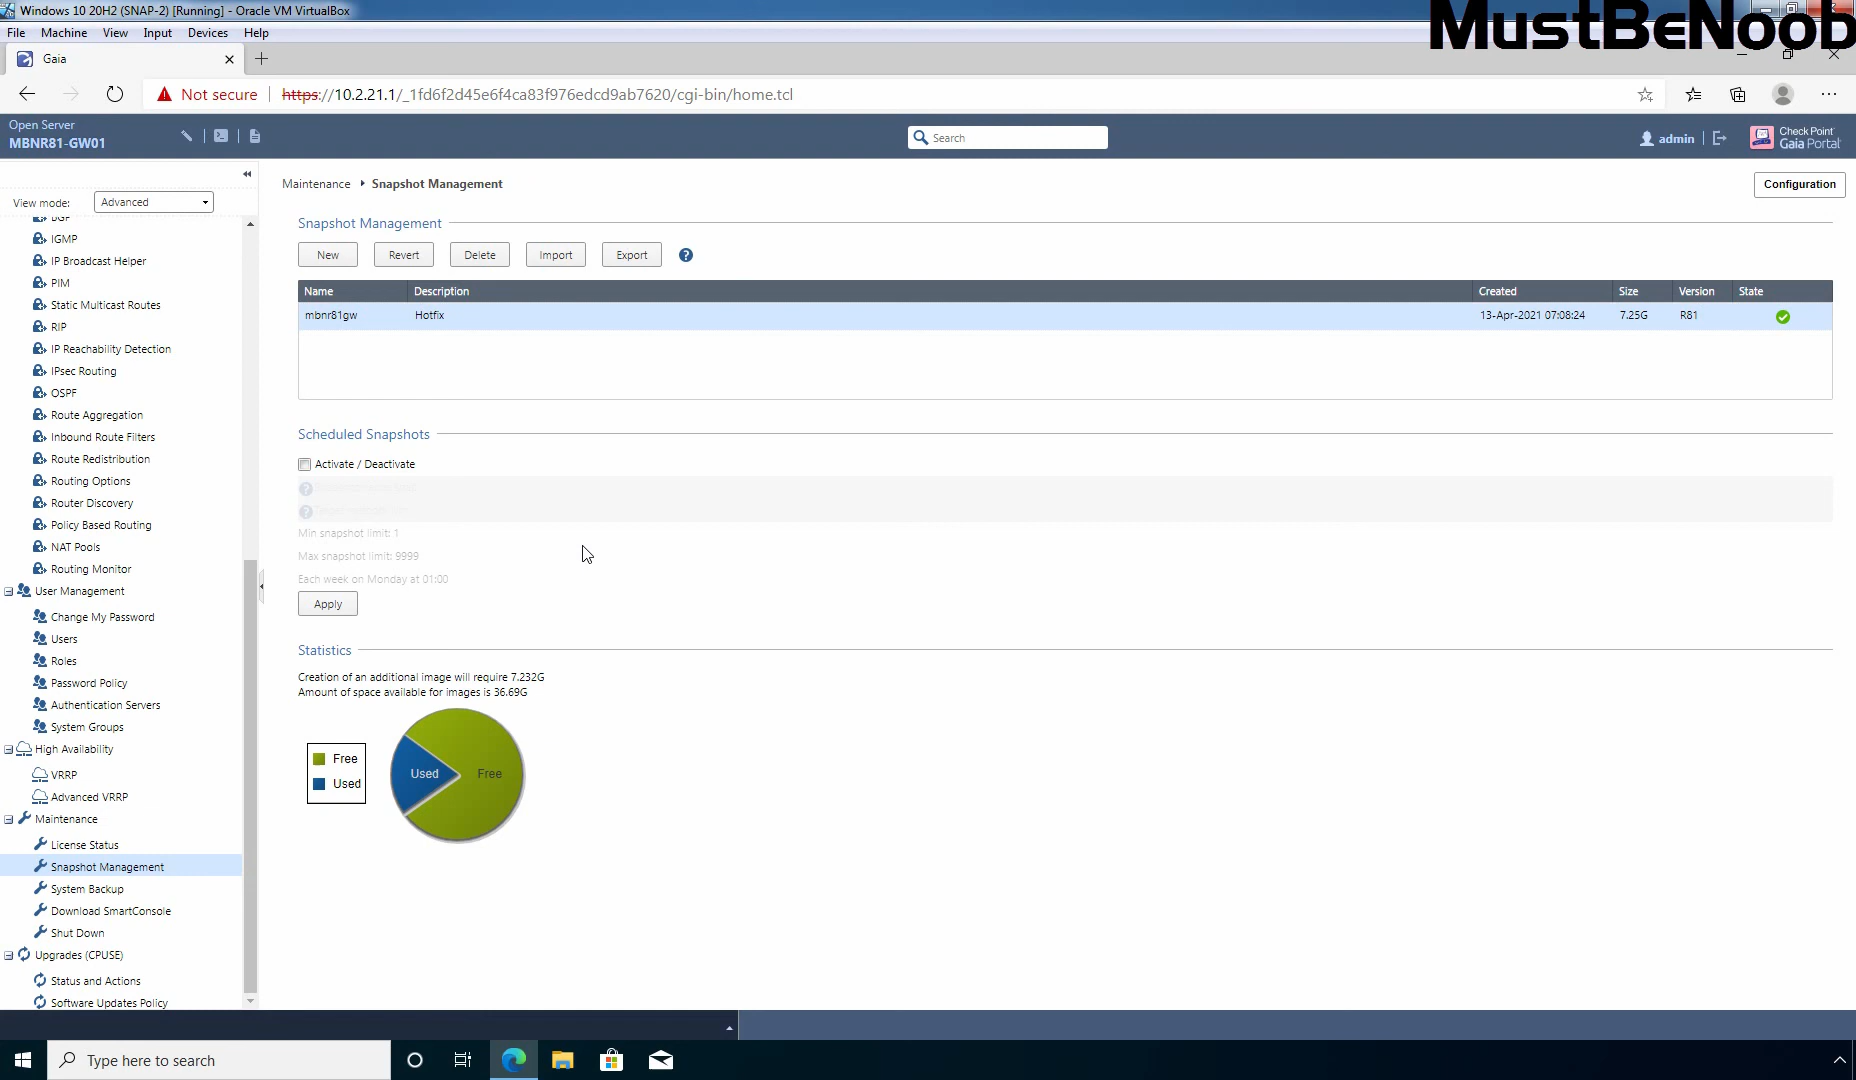 Windows 10 20H2 (SNAP-2) [Running] - Oracle VM VirtualBox
MustBeNoob
File Machine View Input Devices Help
Gaia
Not secure https://10.2.21.1/_1fd6f2d45e6f4ca83f976edcd9ab7620/cgi-bin/home.tcl
Open Server
MBNR81-GW01
Search
admin
Check Point
Gaia Portal
Maintenance Snapshot Management
Configuration
View mode: Advanced
BGP
IGMP
IP Broadcast Helper
PIM
Static Multicast Routes
RIP
IP Reachability Detection
IPsec Routing
OSPF
Route Aggregation
Inbound Route Filters
Route Redistribution
Routing Options
Router Discovery
Policy Based Routing
NAT Pools
Routing Monitor
User Management
Change My Password
Users
Roles
Password Policy
Authentication Servers
System Groups
High Availability
VRRP
Advanced VRRP
Maintenance
License Status
Snapshot Management
System Backup
Download SmartConsole
Shut Down
Upgrades (CPUSE)
Status and Actions
Software Updates Policy
Snapshot Management
New Revert Delete Import Export
Name Description Created Size Version State
mbnr81gw Hotfix 13-Apr-2021 07:08:24 7.25G R81
Scheduled Snapshots
Activate / Deactivate
Min snapshot limit: 1
Max snapshot limit: 9999
Each week on Monday at 01:00
Apply
Statistics
Creation of an additional image will require 7.232G
Amount of space available for images is 36.69G
Free
Used
Used Free
Type here to search